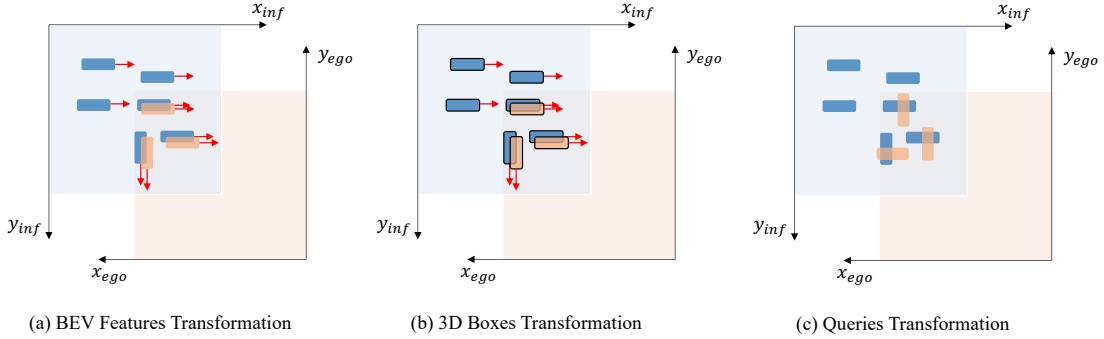 x_inf
y_ego
y_inf
x_ego
(a) BEV Features Transformation
x_inf
y_ego
y_inf
x_ego
(b) 3D Boxes Transformation
x_inf
y_ego
y_inf
x_ego
(c) Queries Transformation